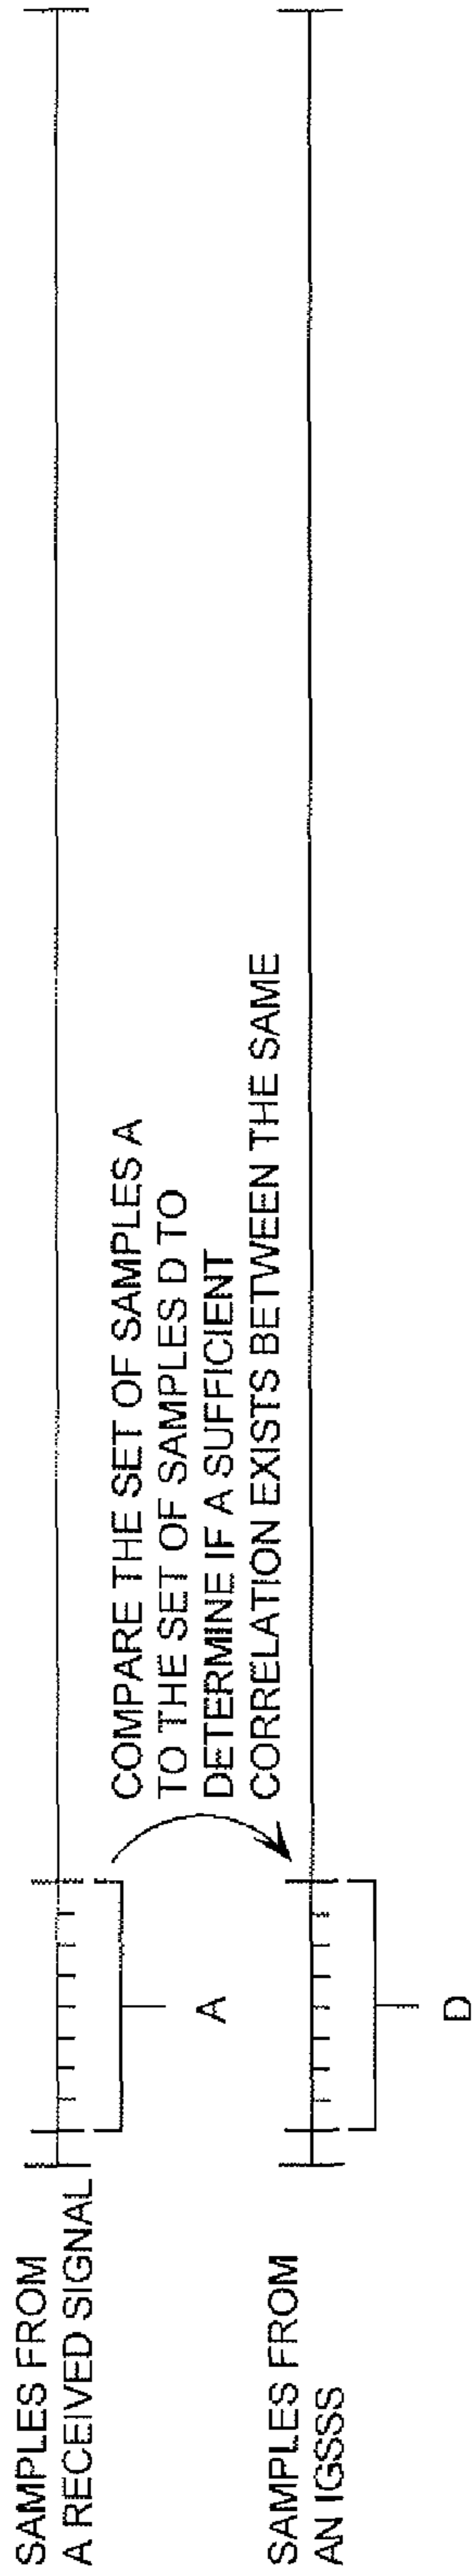 SAMPLES FROM
A RECEIVED SIGNAL
A
COMPARE THE SET OF SAMPLES A
TO THE SET OF SAMPLES D TO
DETERMINE IF A SUFFICIENT
CORRELATION EXISTS BETWEEN THE SAME
SAMPLES FROM
AN IGSSS
D